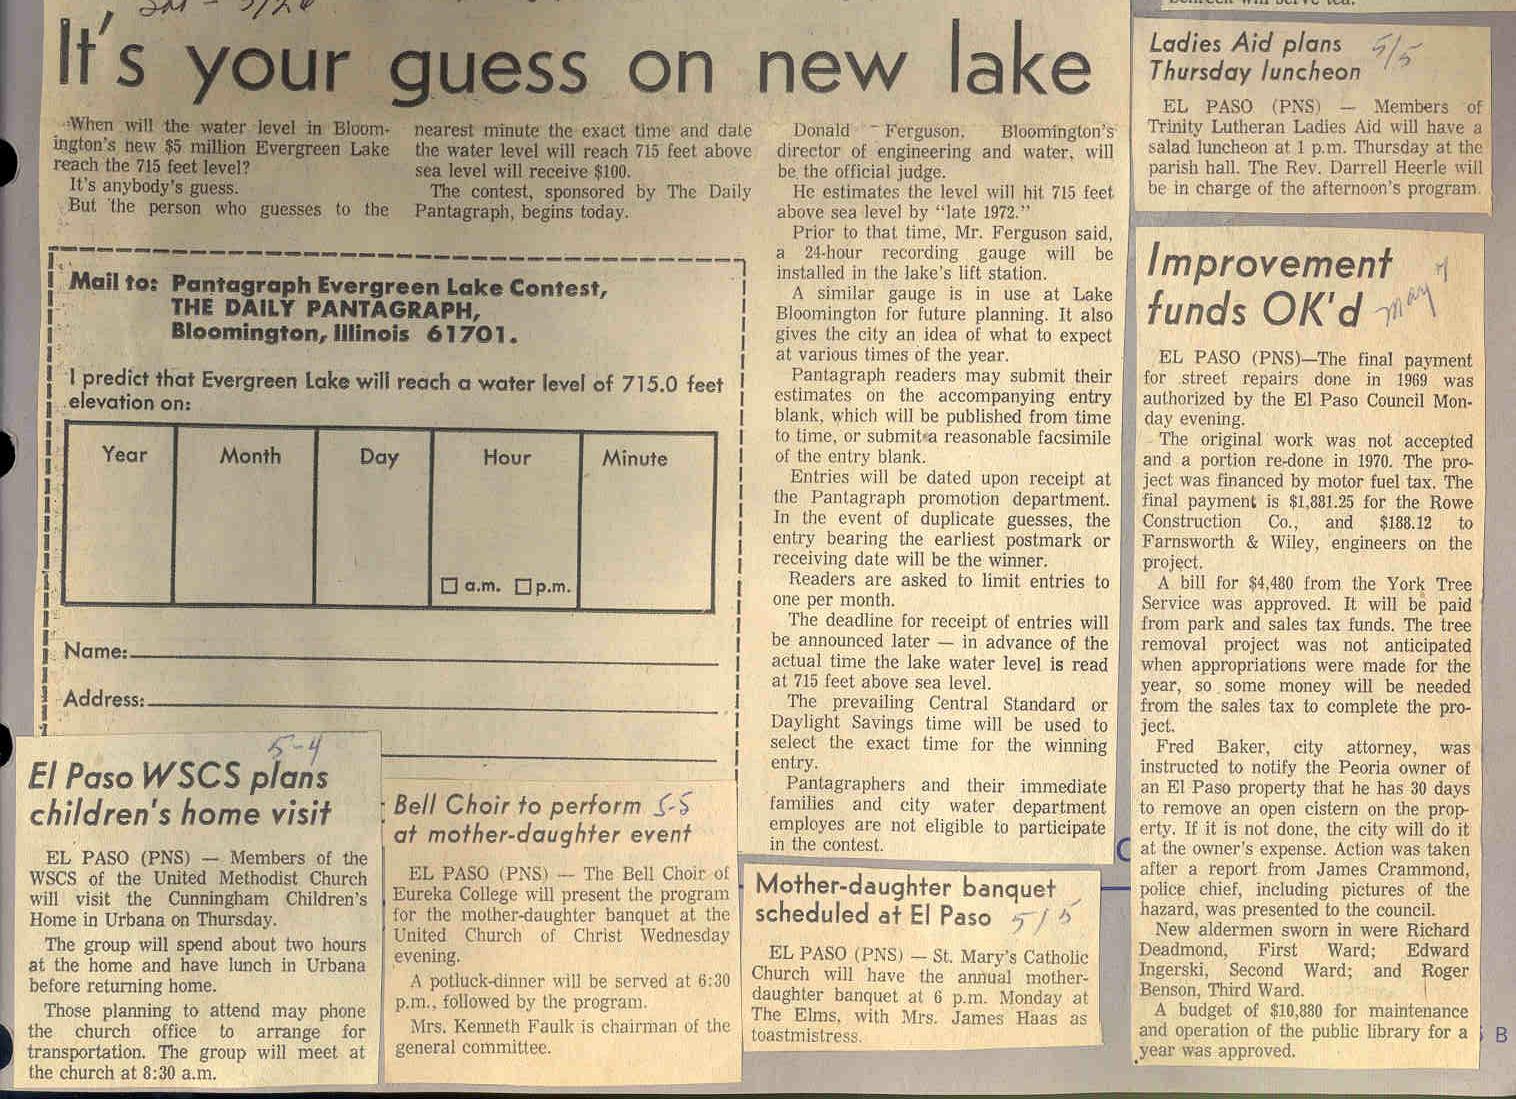 It's your guess on new lake
When will the water level in Bloom-
ington's new $5 million Evergreen Lake
reach the 715 feet level?
It's anybody's guess.
But the person who guesses to the
nearest minute the exact time and date
the water level will reach 715 feet above
sea level will receive $100.
The contest, sponsored by The Daily
Pantagraph, begins today.
Donald Ferguson, Bloomington's
director of engineering and water, will
be the official judge.
He estimates the level will hit 715 feet
above sea level by "late 1972."
Prior to that time, Mr. Ferguson said,
a 24-hour recording gauge will be
installed in the lake's lift station.
A similar gauge is in use at Lake
Bloomington for future planning. It also
gives the city an idea of what to expect
at various times of the year.
Pantagraph readers may submit their
estimates on the accompanying entry
blank, which will be published from time
to time, or submit a reasonable facsimile
of the entry blank.
Entries will be dated upon receipt at
the Pantagraph promotion department.
In the event of duplicate guesses, the
entry bearing the earliest postmark or
receiving date will be the winner.
Readers are asked to limit entries to
one per month.
The deadline for receipt of entries will
be announced later — in advance of the
actual time the lake water level is read
at 715 feet above sea level.
The prevailing Central Standard or
Daylight Savings time will be used to
select the exact time for the winning
entry.
Pantagraphers and their immediate
families and city water department
employes are not eligible to participate
in the contest.
Mail to: Pantagraph Evergreen Lake Contest,
THE DAILY PANTAGRAPH,
Bloomington, Illinois 61701.
I predict that Evergreen Lake will reach a water level of 715.0 feet
elevation on:
Year Month Day Hour Minute
a.m. p.m.
Name:
Address:
5-4
El Paso WSCS plans
children's home visit
EL PASO (PNS) — Members of the
WSCS of the United Methodist Church
will visit the Cunningham Children's
Home in Urbana on Thursday.
The group will spend about two hours
at the home and have lunch in Urbana
before returning home.
Those planning to attend may phone
the church office to arrange for
transportation. The group will meet at
the church at 8:30 a.m.
Bell Choir to perform 5-5
at mother-daughter event
EL PASO (PNS) — The Bell Choir of
Eureka College will present the program
for the mother-daughter banquet at the
United Church of Christ Wednesday
evening.
A potluck-dinner will be served at 6:30
p.m., followed by the program.
Mrs. Kenneth Faulk is chairman of the
general committee.
Mother-daughter banquet
scheduled at El Paso 5/5
EL PASO (PNS) — St. Mary's Catholic
Church will have the annual mother-
daughter banquet at 6 p.m. Monday at
The Elms, with Mrs. James Haas as
toastmistress.
Ladies Aid plans 5/5
Thursday luncheon
EL PASO (PNS) — Members of
Trinity Lutheran Ladies Aid will have a
salad luncheon at 1 p.m. Thursday at the
parish hall. The Rev. Darrell Heerle will
be in charge of the afternoon's program.
Improvement
funds OK'd May
EL PASO (PNS)—The final payment
for street repairs done in 1969 was
authorized by the El Paso Council Mon-
day evening.
The original work was not accepted
and a portion re-done in 1970. The pro-
ject was financed by motor fuel tax. The
final payment is $1,881.25 for the Rowe
Construction Co., and $188.12 to
Farnsworth & Wiley, engineers on the
project.
A bill for $4,480 from the York Tree
Service was approved. It will be paid
from park and sales tax funds. The tree
removal project was not anticipated
when appropriations were made for the
year, so some money will be needed
from the sales tax to complete the pro-
ject.
Fred Baker, city attorney, was
instructed to notify the Peoria owner of
an El Paso property that he has 30 days
to remove an open cistern on the prop-
erty. If it is not done, the city will do it
at the owner's expense. Action was taken
after a report from James Crammond,
police chief, including pictures of the
hazard, was presented to the council.
New aldermen sworn in were Richard
Deadmond, First Ward; Edward
Ingerski, Second Ward; and Roger
Benson, Third Ward.
A budget of $10,880 for maintenance
and operation of the public library for a
year was approved.
B